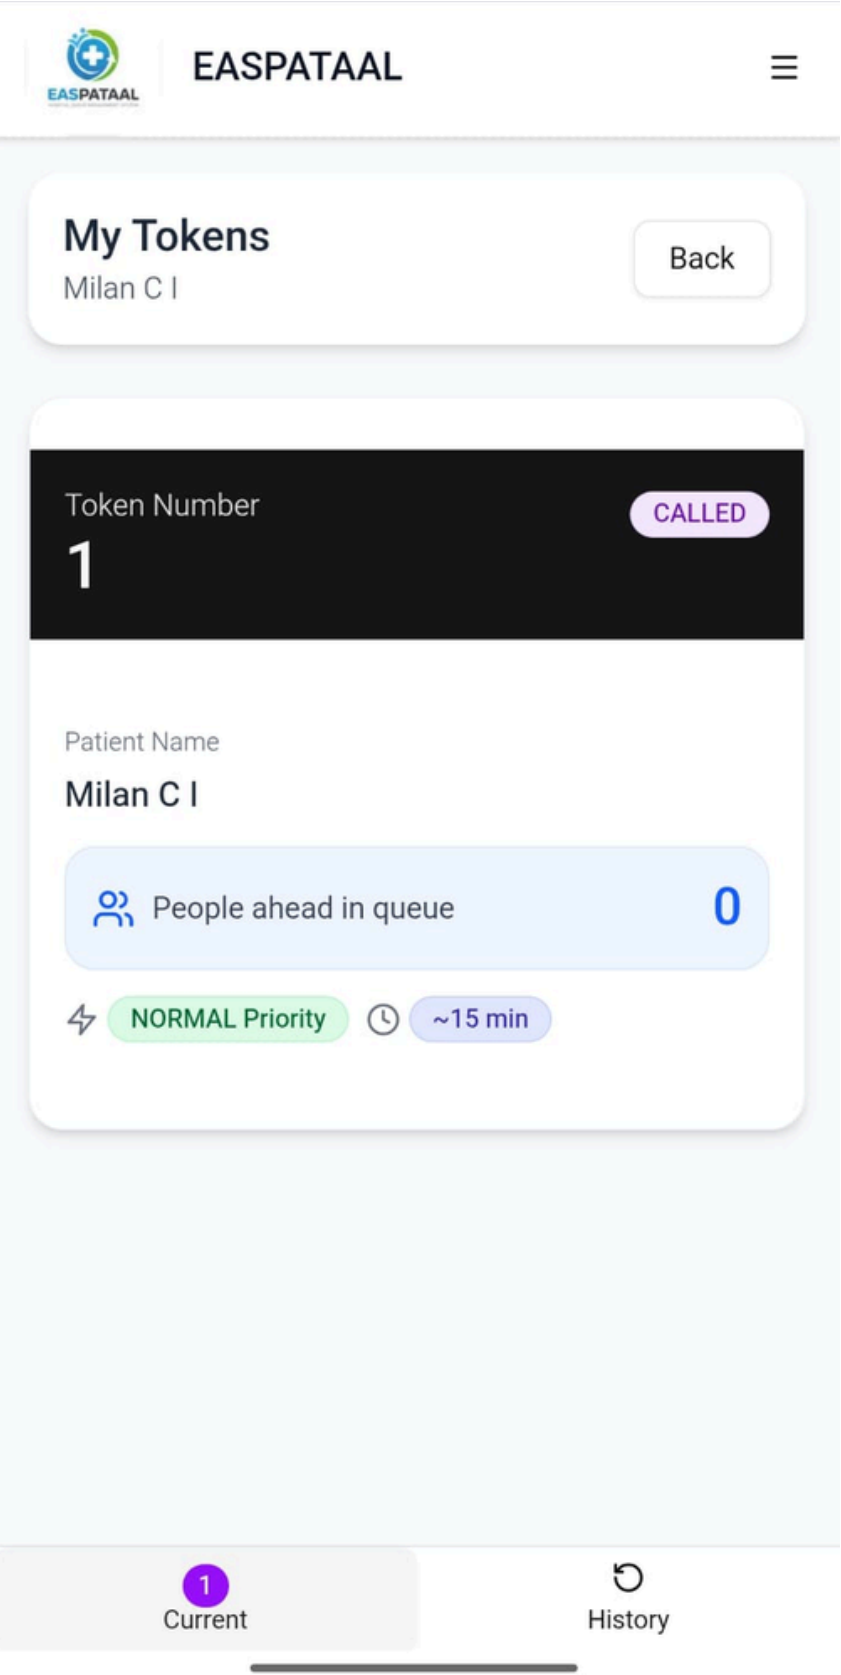 EASPATAAL
EASPATAAL
My Tokens
Milan C I
Back
Token Number
CALLED
1
Patient Name
Milan C I
People ahead in queue
0
NORMAL Priority
~15 min
1
Current
History